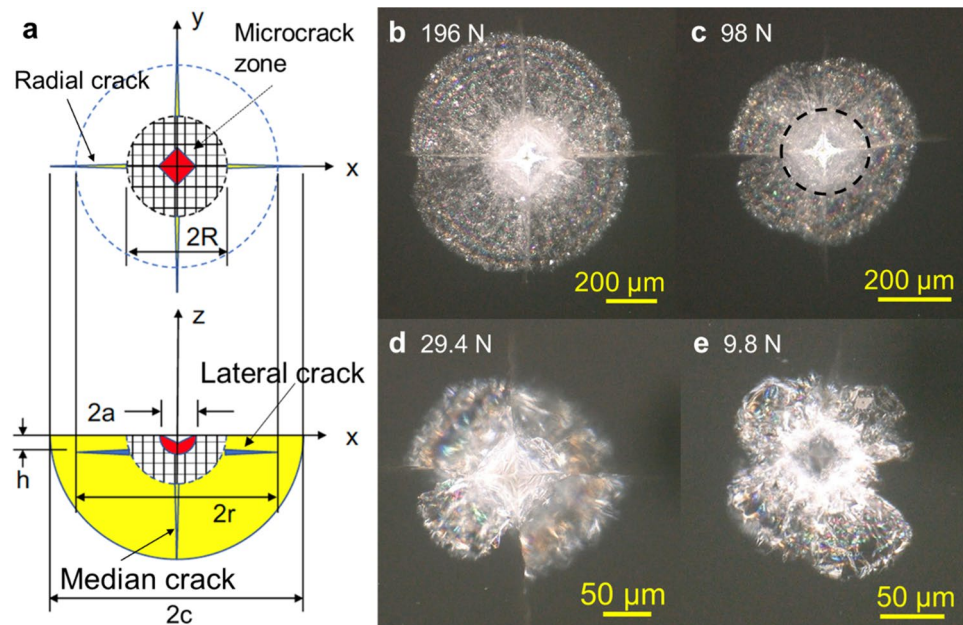 a
y
Microcrack
zone
Radial crack
x
2R
z
Lateral crack
2a
x
h
2r
Median crack
2c
b 196 N
200 µm
c 98 N
200 µm
d 29.4 N
50 µm
e 9.8 N
50 µm